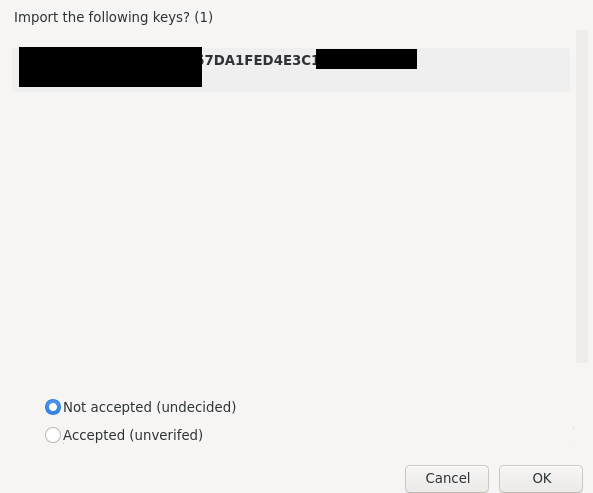 Import the following keys? (1)
7DA1FED4E3C1
Not accepted (undecided)
Accepted (unverifed)
Cancel
OK